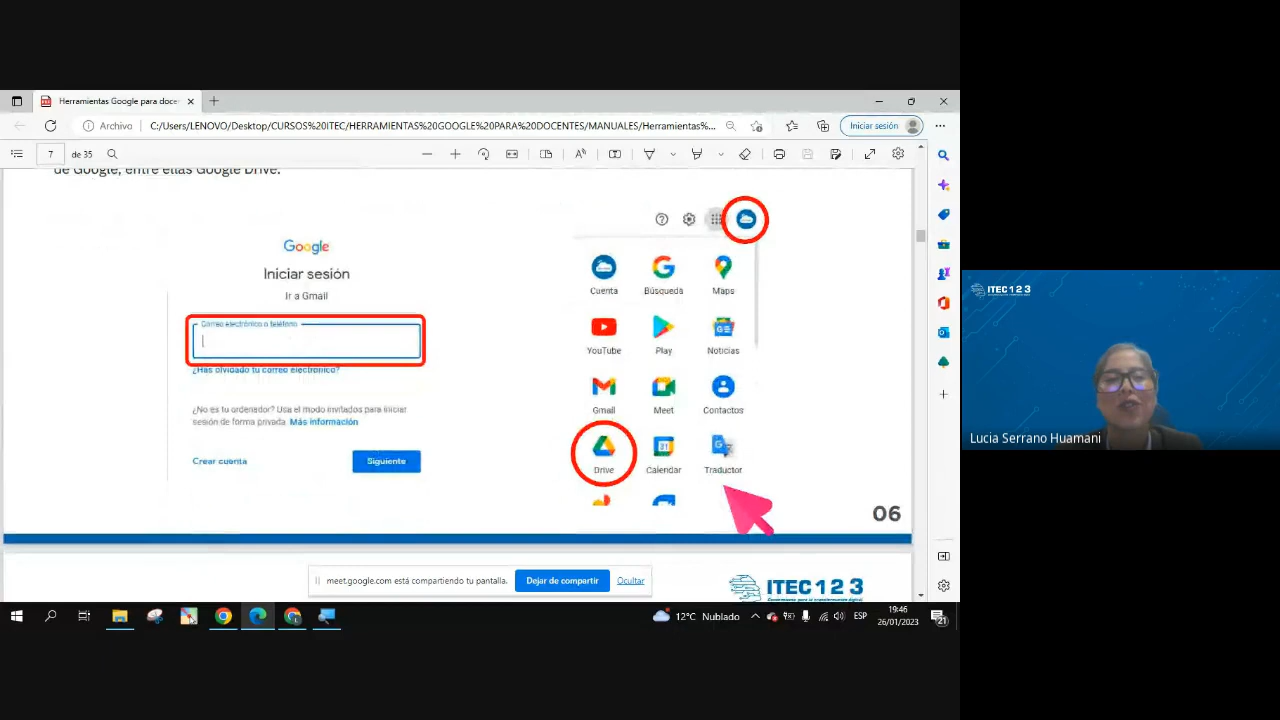 Herramientas Google para doce
Archivo
C:/Users/LENOVO/Desktop/CURSOS%20ITEC/HERRAMIENTAS%20GOOGLE%20PARA%20DOCENTES/MANUALES/Herramientas%...
Iniciar sesión
7 de 35
de Google, entre ellas Google Drive.
Google
Iniciar sesión
Ir a Gmail
Correo electrónico o teléfono
¿Has olvidado tu correo electrónico?
¿No es tu ordenador? Usa el modo invitados para iniciar
sesión de forma privada. Más información
Crear cuenta
Siguiente
Cuenta Búsqueda Maps
YouTube Play Noticias
Gmail Meet Contactos
Drive Calendar Traductor
06
meet.google.com está compartiendo tu pantalla.
Dejar de compartir
Ocultar
ITEC 1 2 3
12°C Nublado
ESP
19:46
26/01/2023
21
ITEC 1 2 3
Lucia Serrano Huamani